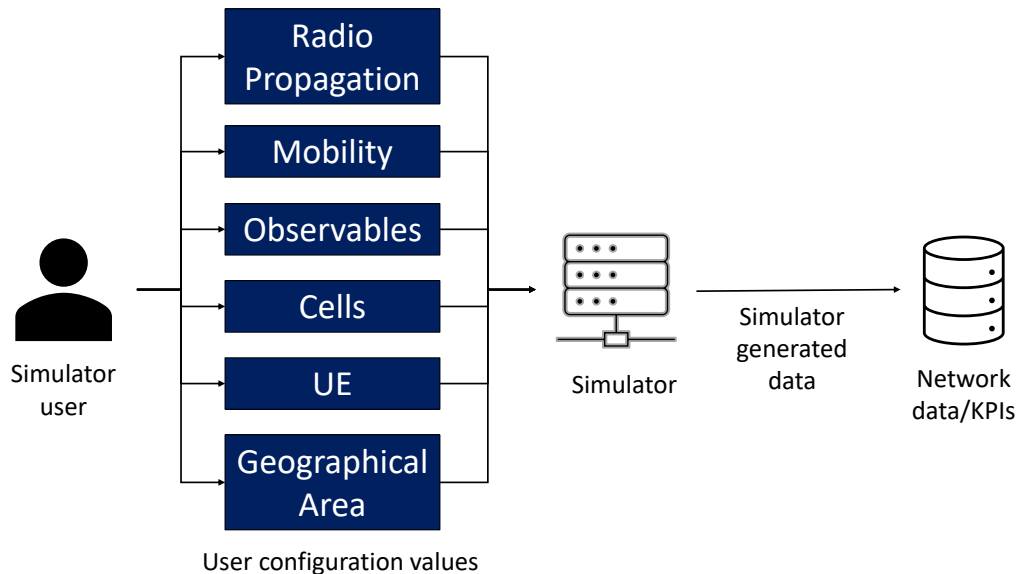 Radio
Propagation
Mobility
Observables
Cells
UE
Geographical
Area
User configuration values
Simulator
user
Simulator
Simulator
generated
data
Network
data/KPIs